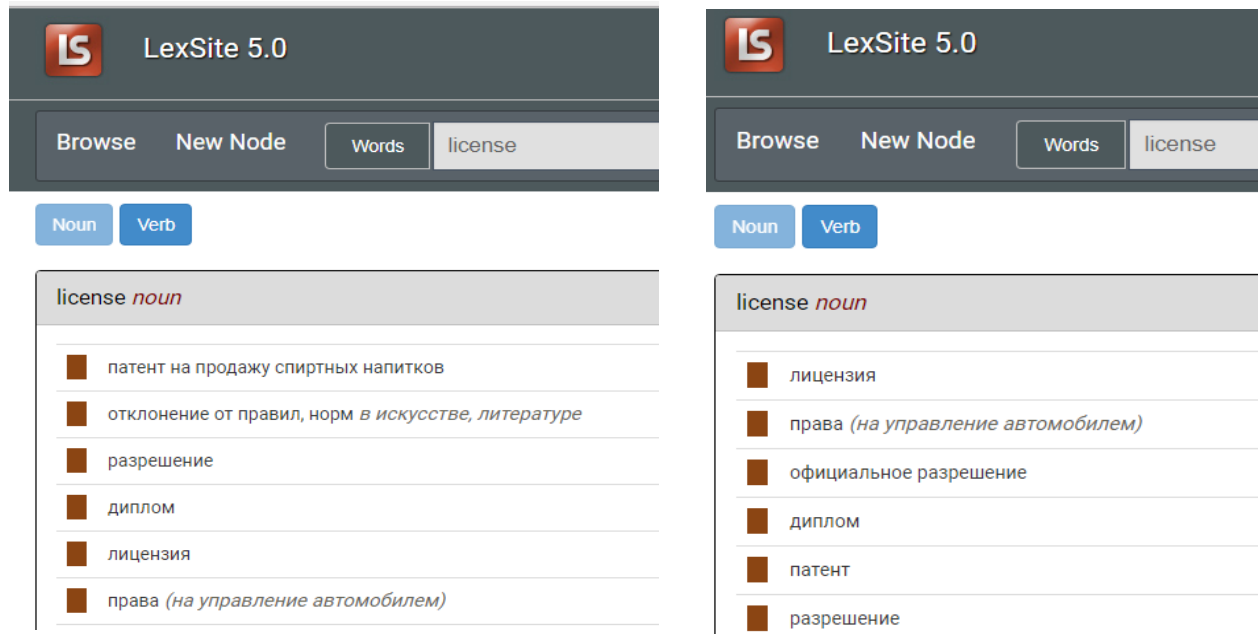 LS LexSite 5.0
Browse New Node Words license
Noun Verb
license noun
патент на продажу спиртных напитков
отклонение от правил, норм в искусстве, литературе
разрешение
диплом
лицензия
права (на управление автомобилем)
LS LexSite 5.0
Browse New Node Words license
Noun Verb
license noun
лицензия
права (на управление автомобилем)
официальное разрешение
диплом
патент
разрешение